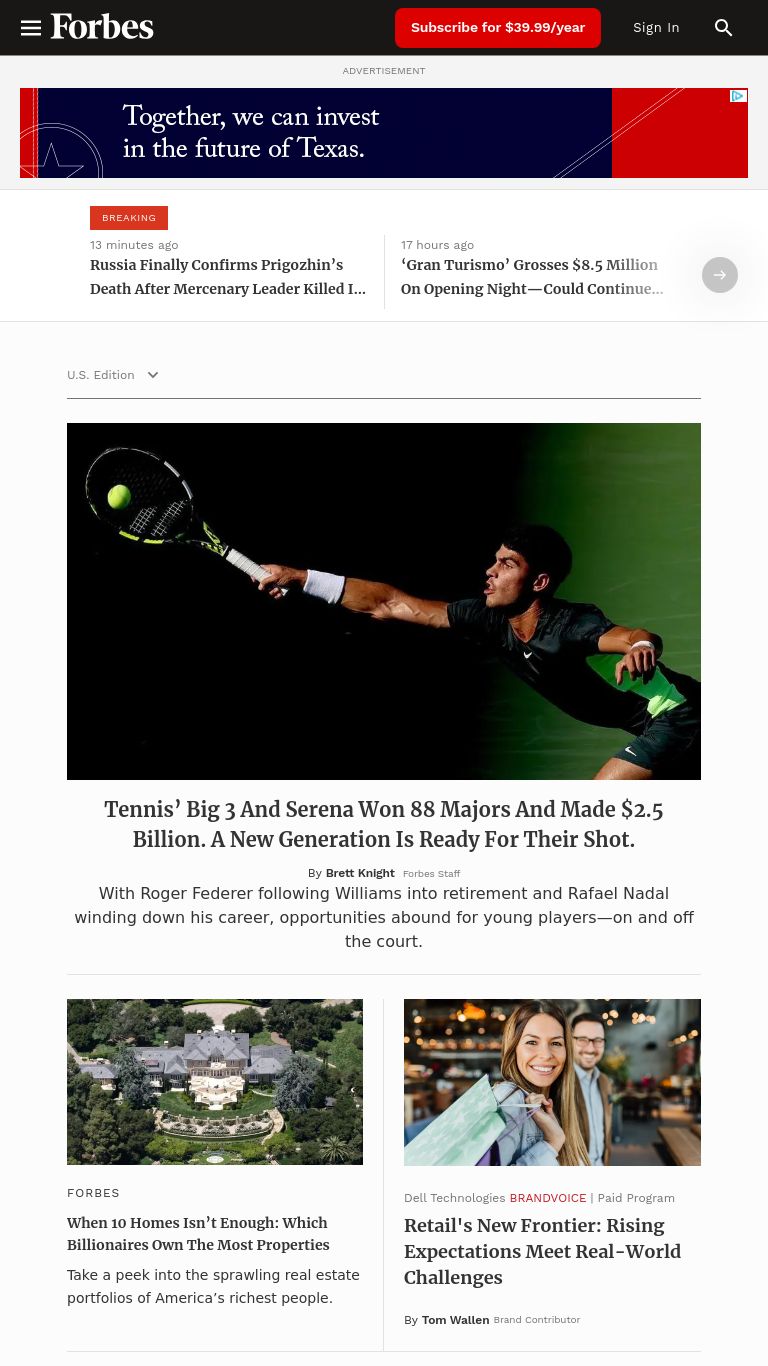 Forbes
Subscribe for $39.99/year
Sign In
ADVERTISEMENT
Together, we can invest
in the future of Texas.
BREAKING
13 minutes ago
Russia Finally Confirms Prigozhin’s
Death After Mercenary Leader Killed I...
17 hours ago
‘Gran Turismo’ Grosses $8.5 Million
On Opening Night—Could Continue...
U.S. Edition
Tennis’ Big 3 And Serena Won 88 Majors And Made $2.5
Billion. A New Generation Is Ready For Their Shot.
By Brett Knight Forbes Staff
With Roger Federer following Williams into retirement and Rafael Nadal
winding down his career, opportunities abound for young players—on and off
the court.
FORBES
When 10 Homes Isn’t Enough: Which
Billionaires Own The Most Properties
Take a peek into the sprawling real estate
portfolios of America’s richest people.
Dell Technologies BRANDVOICE | Paid Program
Retail's New Frontier: Rising
Expectations Meet Real-World
Challenges
By Tom Wallen Brand Contributor